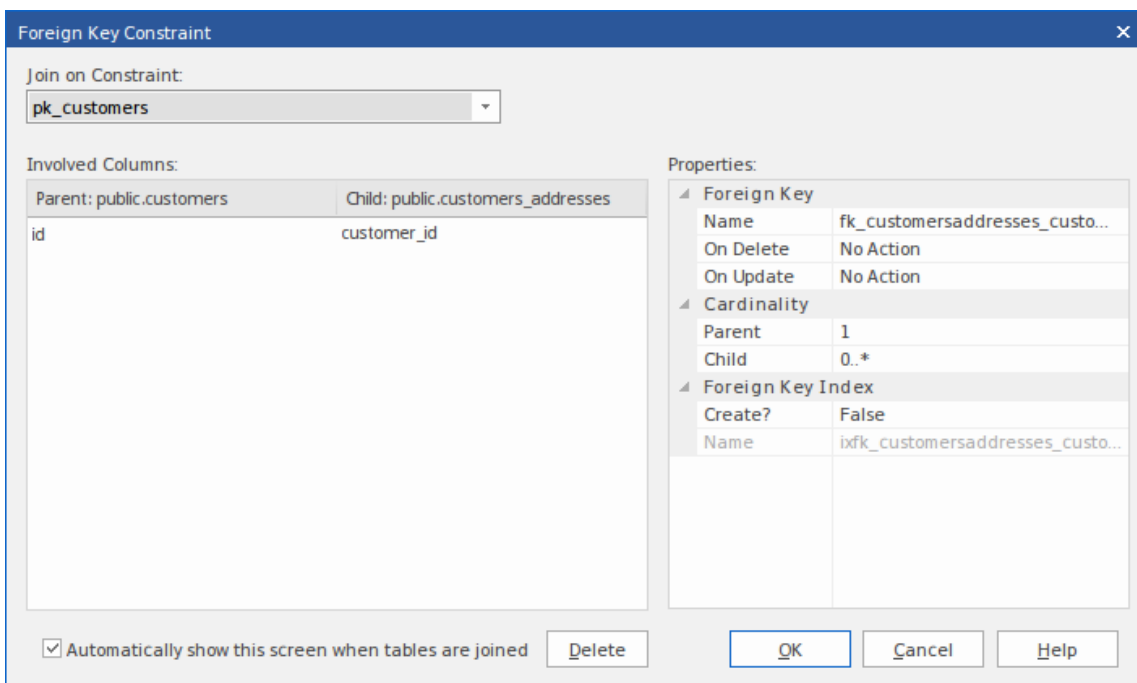 Foreign Key Constraint
Join on Constraint:
pk_customers
Involved Columns:
Parent: public.customers Child: public.customers_addresses
id customer_id
Properties:
Foreign Key
Name fk_customersaddresses_custo...
On Delete No Action
On Update No Action
Cardinality
Parent 1
Child 0..*
Foreign Key Index
Create? False
Name ixfk_customersaddresses_custo...
Automatically show this screen when tables are joined Delete OK Cancel Help